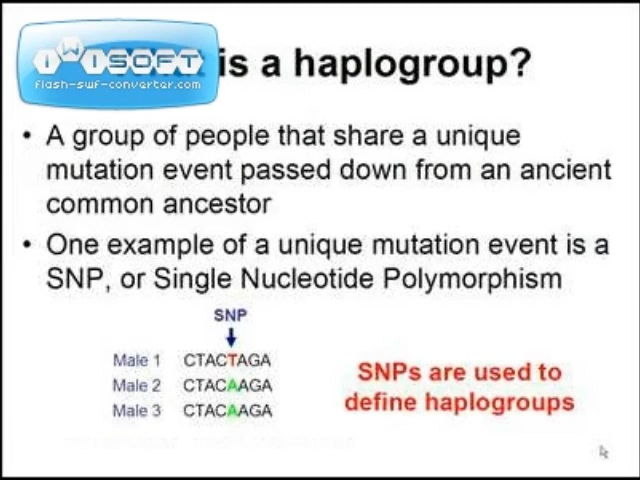 iWiSOFT
flash-swf-converter.com
is a haplogroup?
• A group of people that share a unique
mutation event passed down from an ancient
common ancestor
• One example of a unique mutation event is a
SNP, or Single Nucleotide Polymorphism
SNP
Male 1 CTACTAGA
Male 2 CTACAAGA
Male 3 CTACAAGA
SNPs are used to
define haplogroups